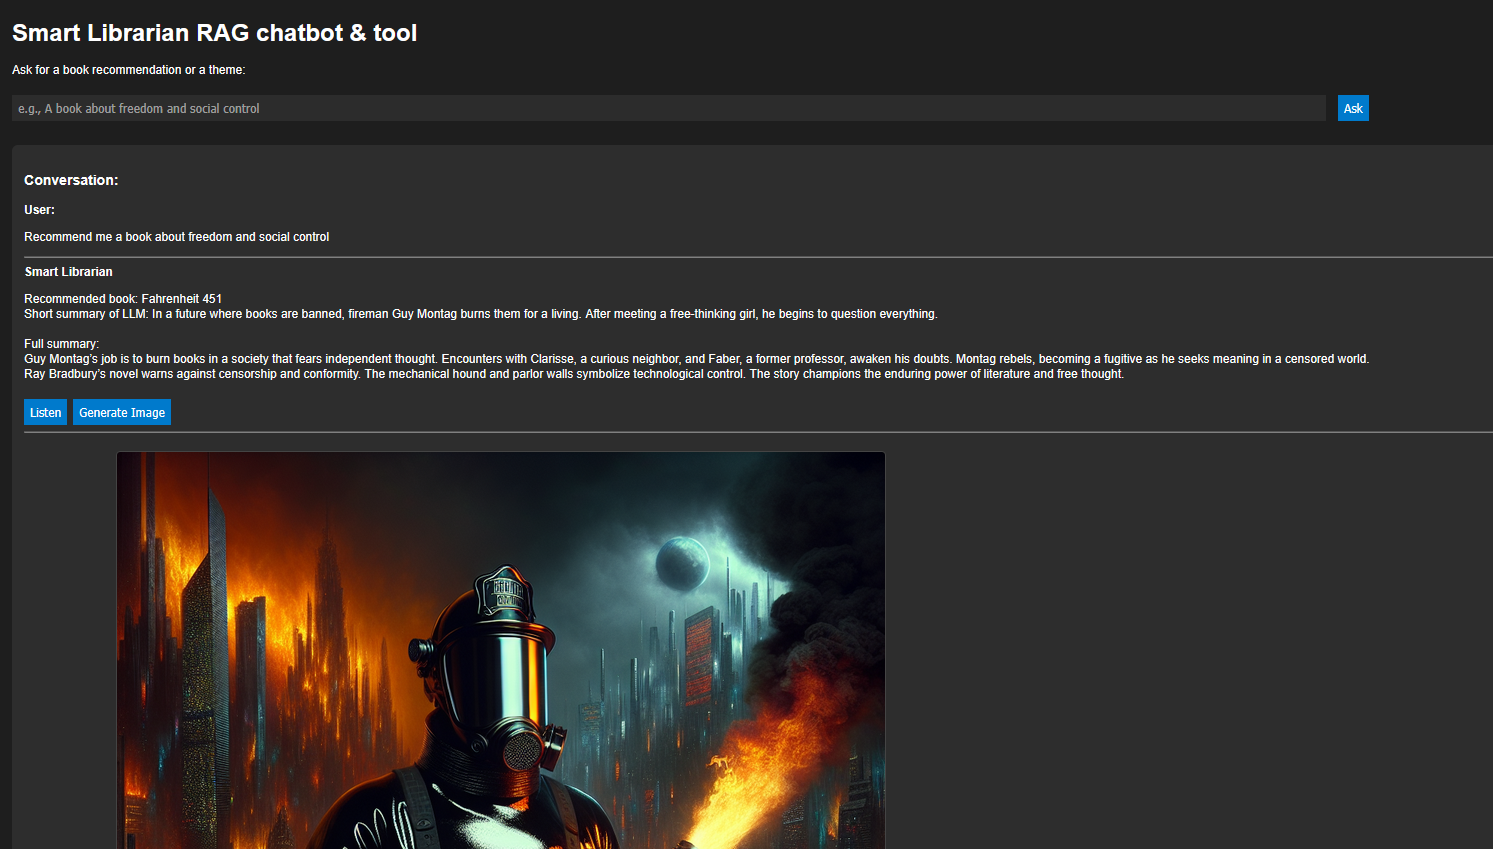 Smart Librarian RAG chatbot & tool
Ask for a book recommendation or a theme:
e.g., A book about freedom and social control
Ask
Conversation:
User:
Recommend me a book about freedom and social control
Smart Librarian
Recommended book: Fahrenheit 451
Short summary of LLM: In a future where books are banned, fireman Guy Montag burns them for a living. After meeting a free-thinking girl, he begins to question everything.
Full summary:
Guy Montag's job is to burn books in a society that fears independent thought. Encounters with Clarisse, a curious neighbor, and Faber, a former professor, awaken his doubts. Montag rebels, becoming a fugitive as he seeks meaning in a censored world.
Ray Bradbury's novel warns against censorship and conformity. The mechanical hound and parlor walls symbolize technological control. The story champions the enduring power of literature and free thought.
Listen
Generate Image